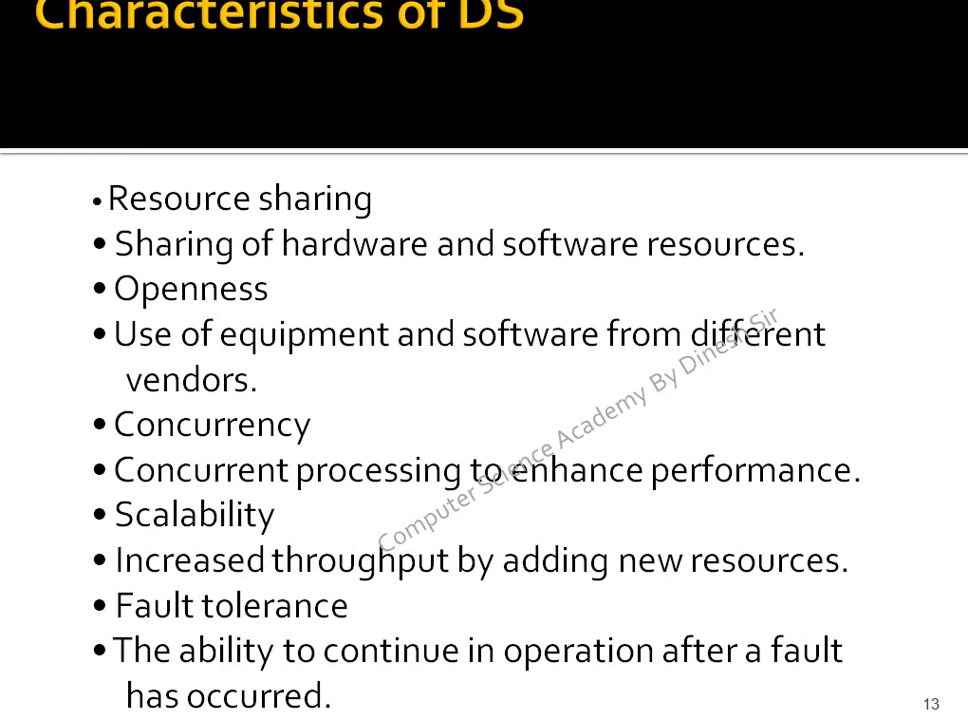 Characteristics of DS
• Resource sharing
• Sharing of hardware and software resources.
• Openness
• Use of equipment and software from different
vendors.
• Concurrency
• Concurrent processing to enhance performance.
• Scalability
• Increased throughput by adding new resources.
• Fault tolerance
• The ability to continue in operation after a fault
has occurred.
Computer Science Academy By Dinesh Sir
13